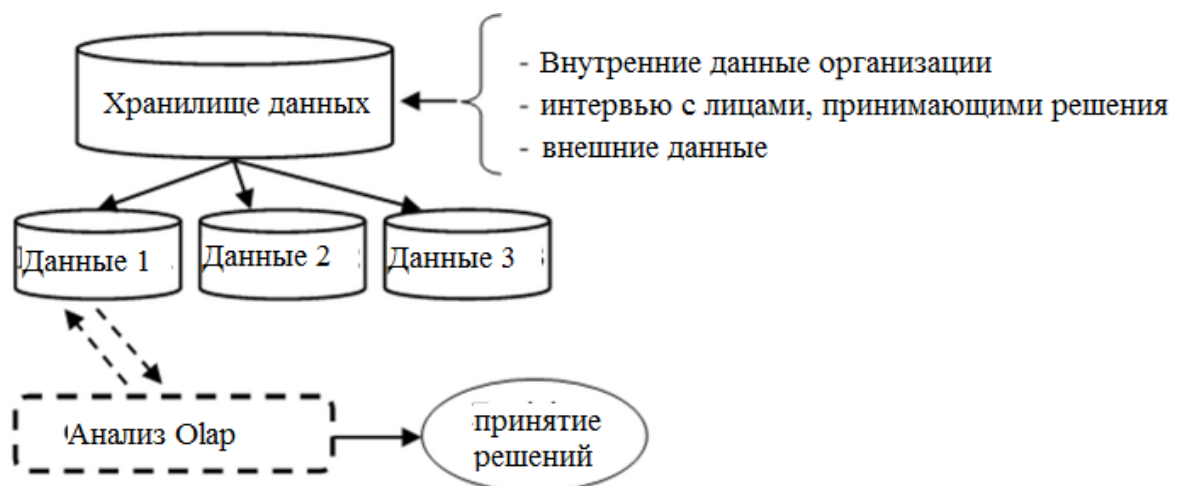 Хранилище данных
- Внутренние данные организации
- интервью с лицами, принимающими решения
- внешние данные
Данные 1
Данные 2
Данные 3
Анализ Olap
принятие
решений